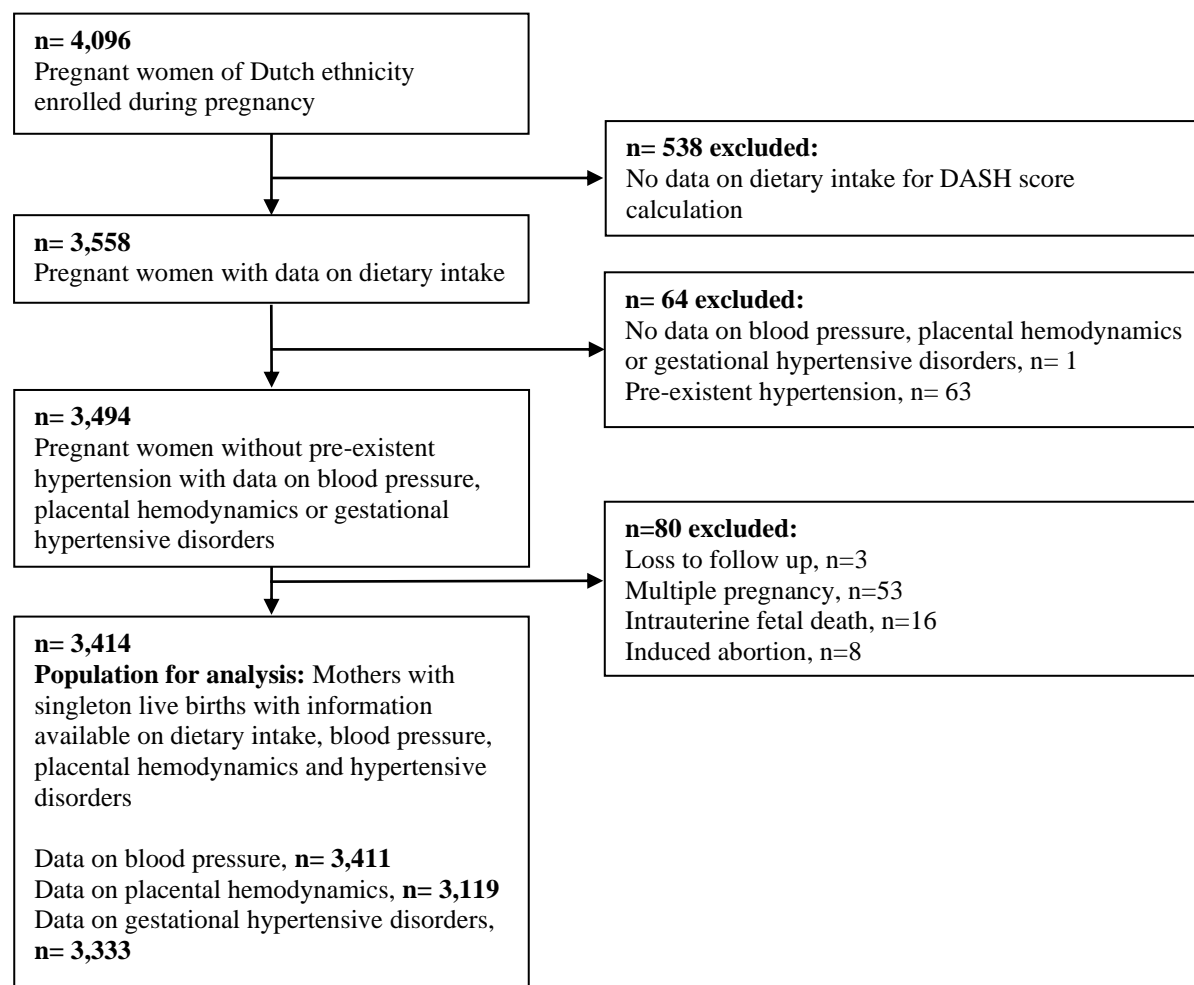 n= 4,096
Pregnant women of Dutch ethnicity
enrolled during pregnancy
n= 538 excluded:
No data on dietary intake for DASH score
calculation
n= 3,558
Pregnant women with data on dietary intake
n= 64 excluded:
No data on blood pressure, placental hemodynamics
or gestational hypertensive disorders, n= 1
Pre-existent hypertension, n= 63
n= 3,494
Pregnant women without pre-existent
hypertension with data on blood pressure,
placental hemodynamics or gestational
hypertensive disorders
n=80 excluded:
Loss to follow up, n=3
Multiple pregnancy, n=53
Intrauterine fetal death, n=16
Induced abortion, n=8
n= 3,414
Population for analysis: Mothers with
singleton live births with information
available on dietary intake, blood pressure,
placental hemodynamics and hypertensive
disorders
Data on blood pressure, n= 3,411
Data on placental hemodynamics, n= 3,119
Data on gestational hypertensive disorders,
n= 3,333